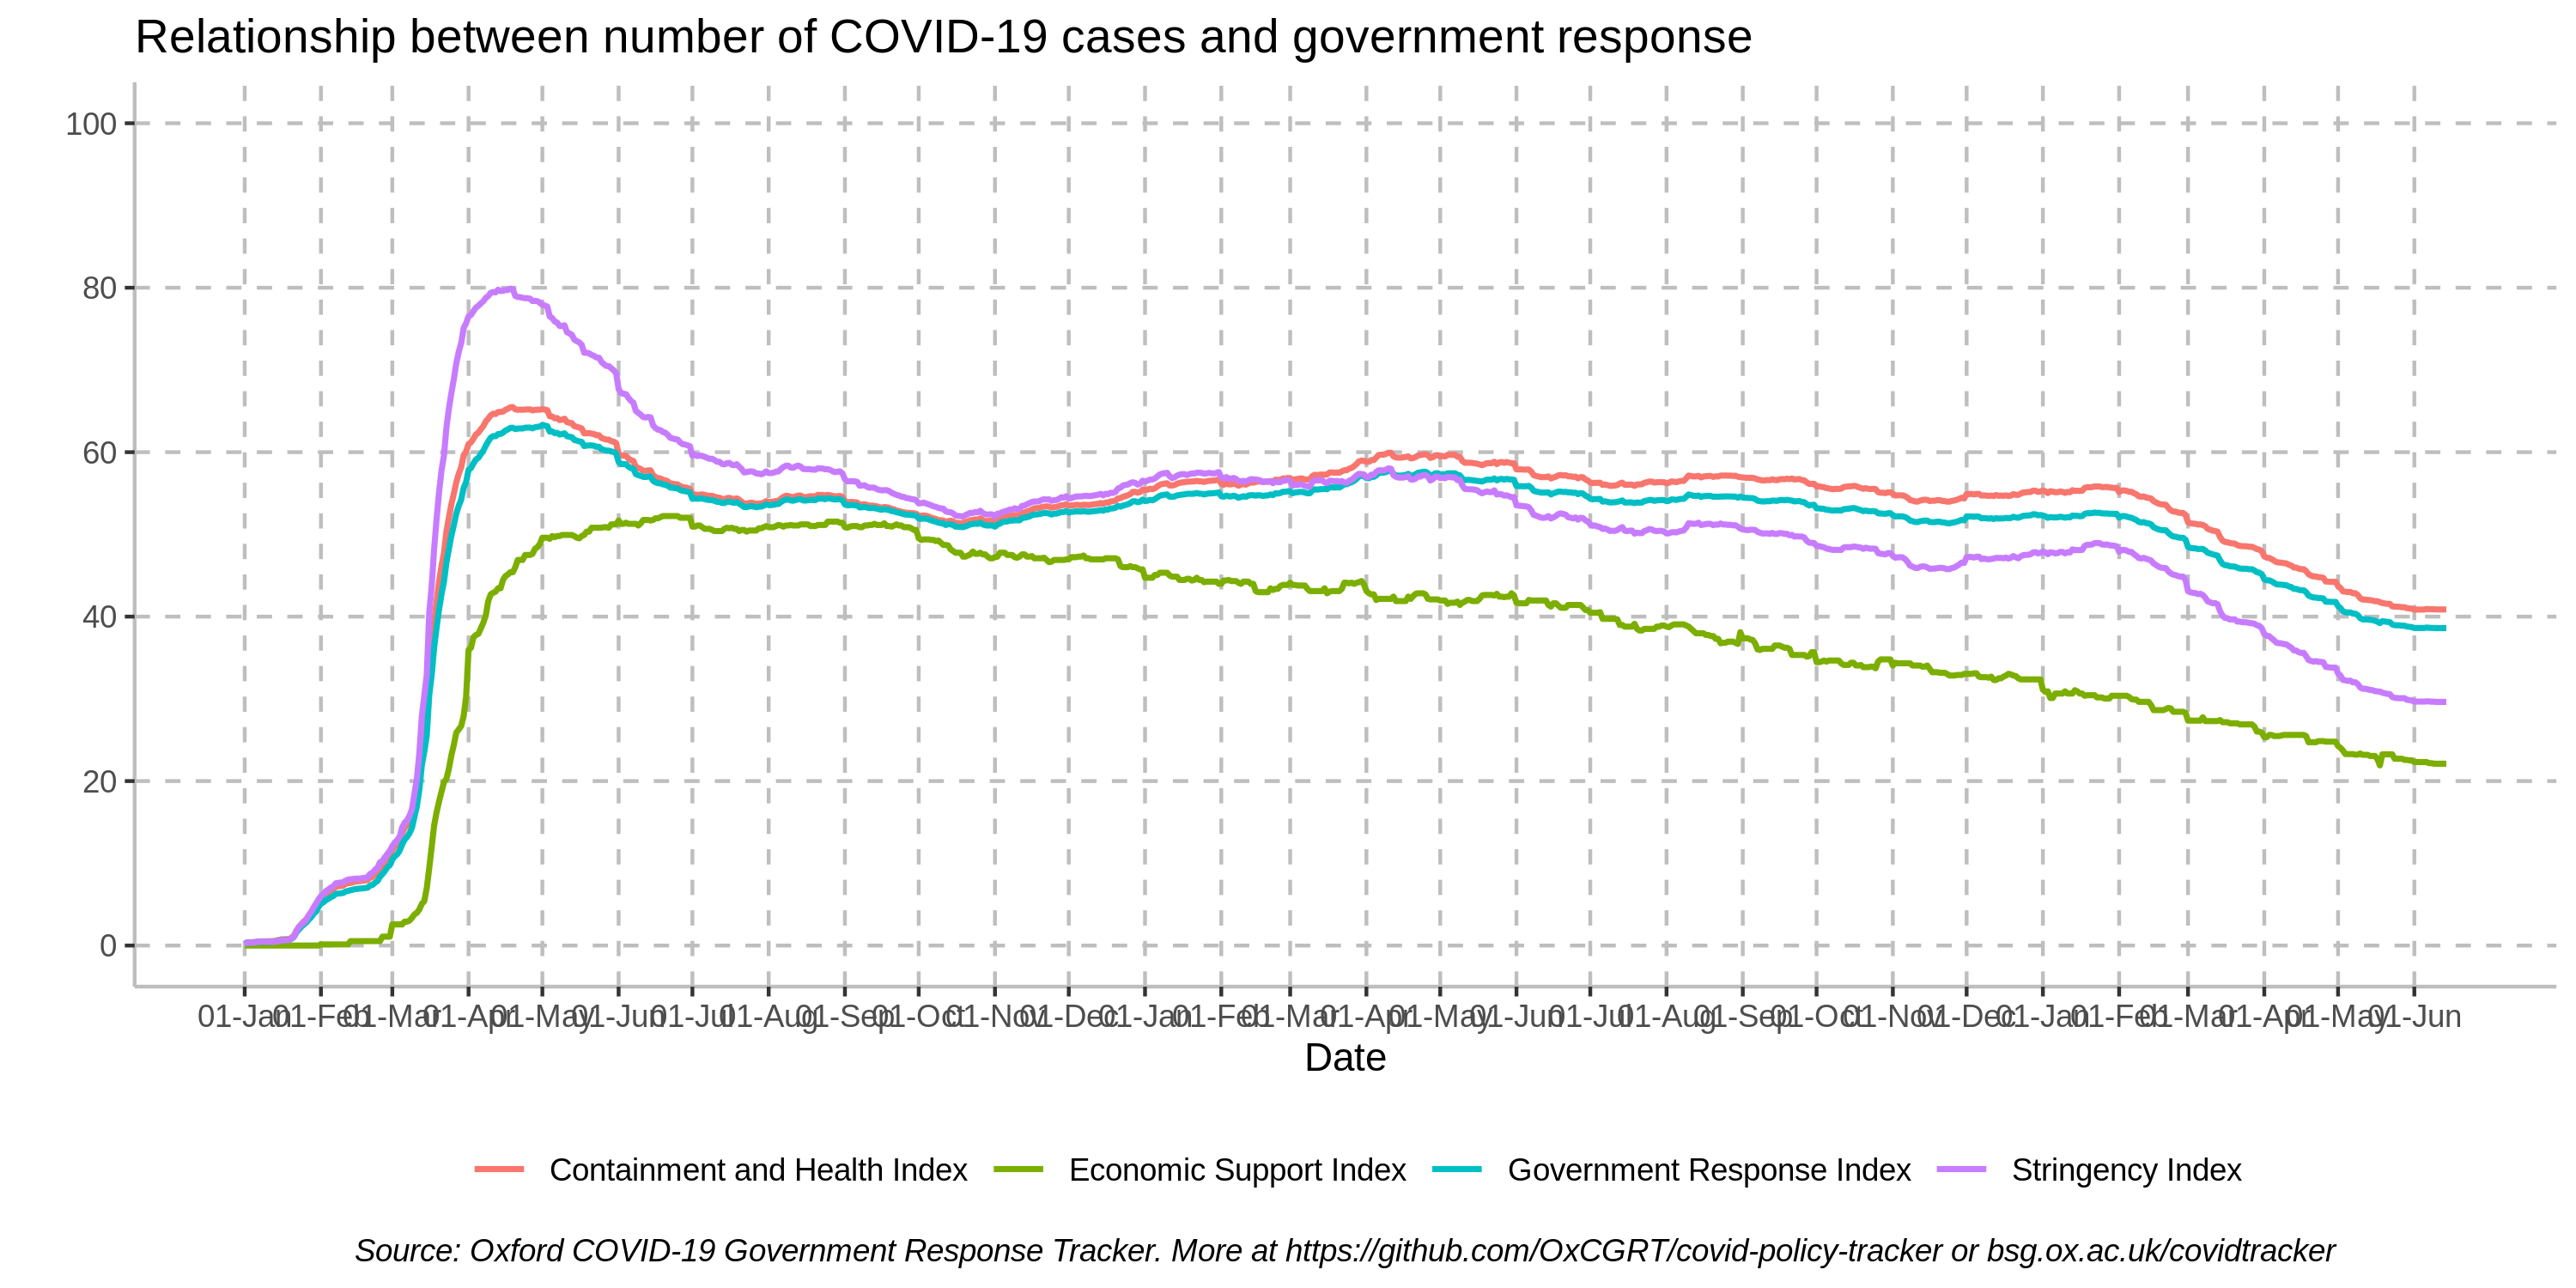 Relationship between number of COVID-19 cases and government response
100
80
60
40
20
0
01-Jan 01-Feb 01-Mar 01-Apr 01-May 01-Jun 01-Jul 01-Aug 01-Sep 01-Oct 01-Nov 01-Dec 01-Jan 01-Feb 01-Mar 01-Apr 01-May 01-Jun 01-Jul 01-Aug 01-Sep 01-Oct 01-Nov 01-Dec 01-Jan 01-Feb 01-Mar 01-Apr 01-May 01-Jun
Date
Containment and Health Index Economic Support Index Government Response Index Stringency Index
Source: Oxford COVID-19 Government Response Tracker. More at https://github.com/OxCGRT/covid-policy-tracker or bsg.ox.ac.uk/covidtracker